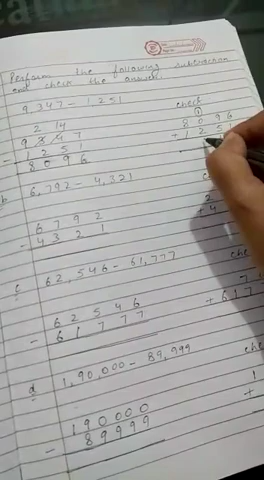 Perform the following subtraction
and check the answer.
9,347 - 1251
check
2 14
1
9 3 4 7
8 0 9 6
- 1 2 5 1
+ 1 2 5 1
8 0 9 6
b
6,792 - 4,321
6 7 9 2
- 4 3 2 1
+ 4
c
62,546 - 61,777
6 2 5 4 6
- 6 1 7 7 7
+ 6 1 7
d
1,90,000 - 89,999
1 9 0 0 0 0
1
- 8 9 9 9 9
+